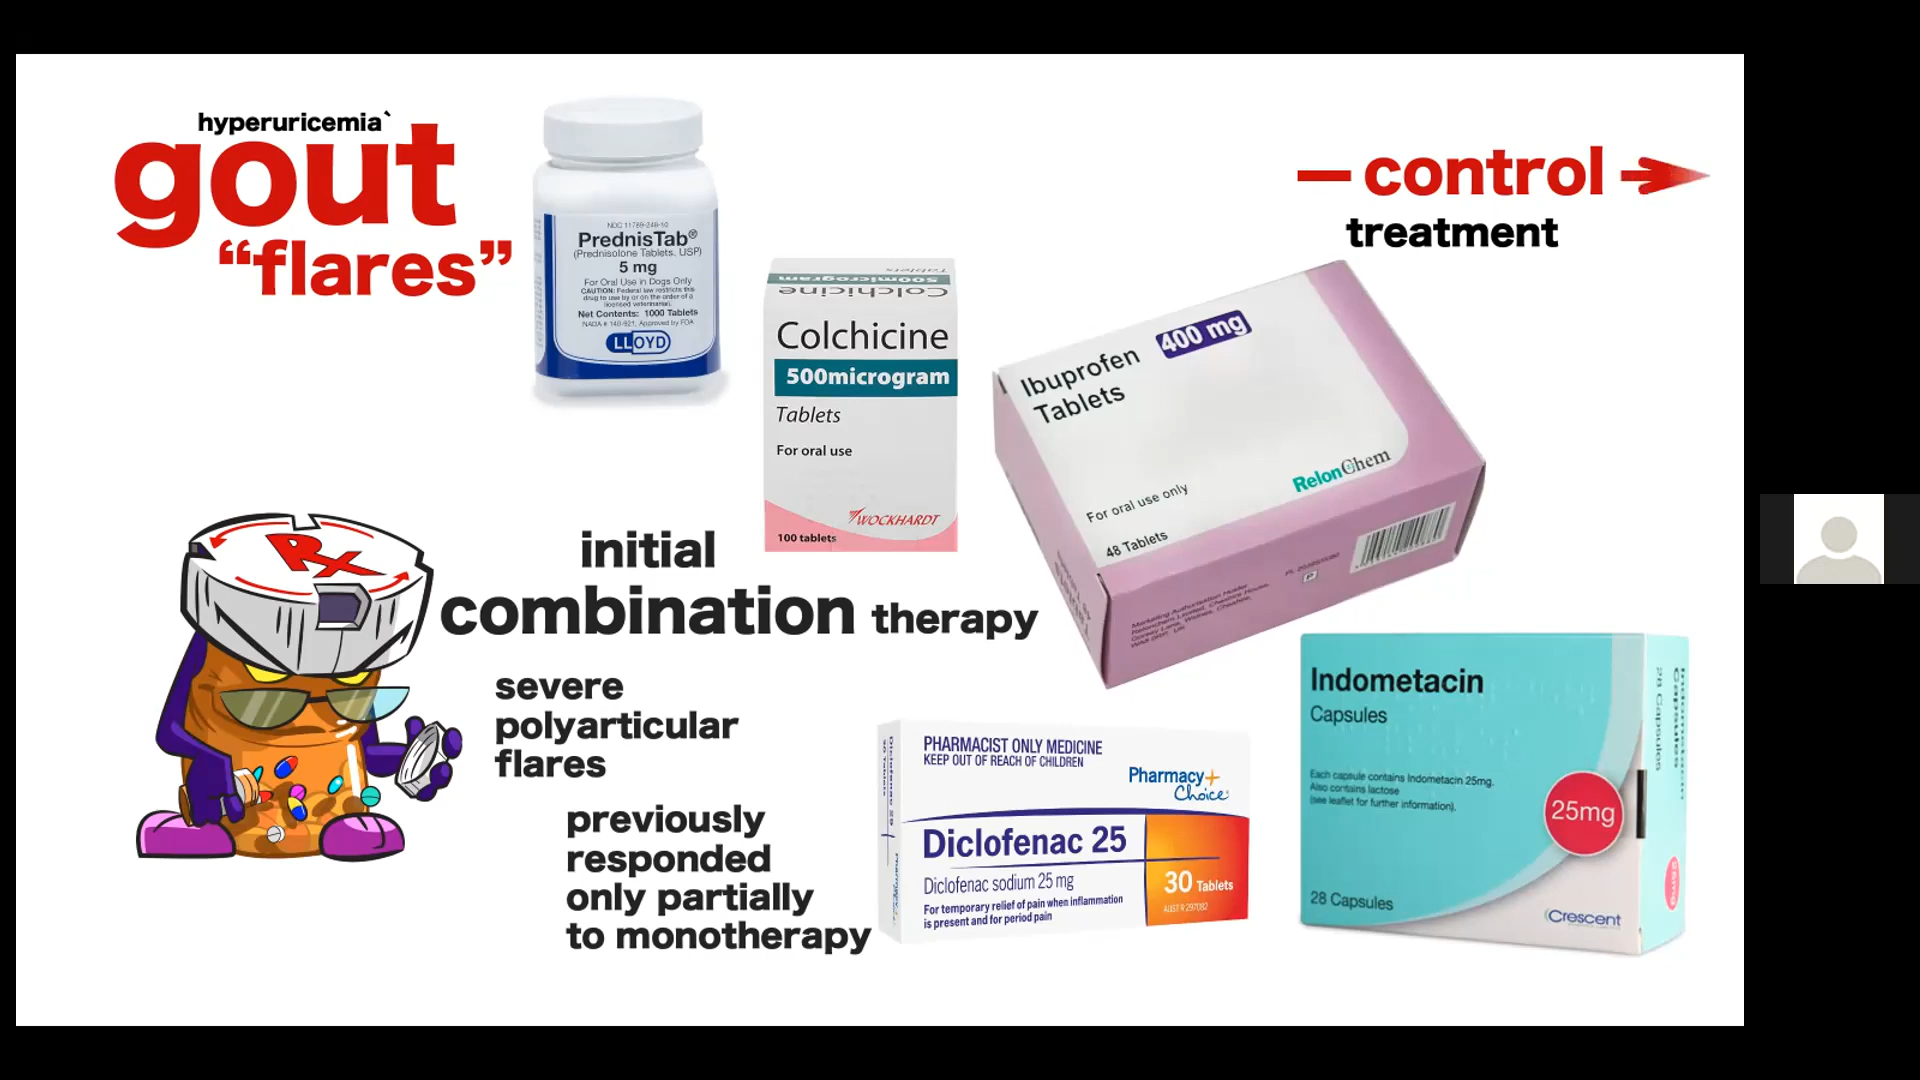 hyperuricemia`
gout
“flares”
control
treatment
NDC 11789-248-10
PrednisTab®
(Prednisolone Tablets, USP)
5 mg
For Oral Use in Dogs Only
CAUTION: Federal law restricts this
drug to use by or on the order of a
licensed veterinarian.
Net Contents: 1000 Tablets
NADA # 140-921, Approved by FDA
LLOYD
Tablets
500microgram
Colchicine
Colchicine
500microgram
Tablets
For oral use
WOCKHARDT
100 tablets
Ibuprofen 400 mg
Tablets
RelonChem
For oral use only
48 Tablets
P
Rx
initial
combination therapy
severe
polyarticular
flares
previously
responded
only partially
to monotherapy
PHARMACIST ONLY MEDICINE
KEEP OUT OF REACH OF CHILDREN
Pharmacy
Choice
Diclofenac 25
Diclofenac sodium 25 mg
30 Tablets
For temporary relief of pain when inflammation
is present and for period pain
AUST R 297082
Indometacin
Capsules
Each capsule contains Indometacin 25mg.
Also contains lactose
(see leaflet for further information).
25mg
28 Capsules
Crescent
Indometacin
Capsules
28 Capsules
25mg